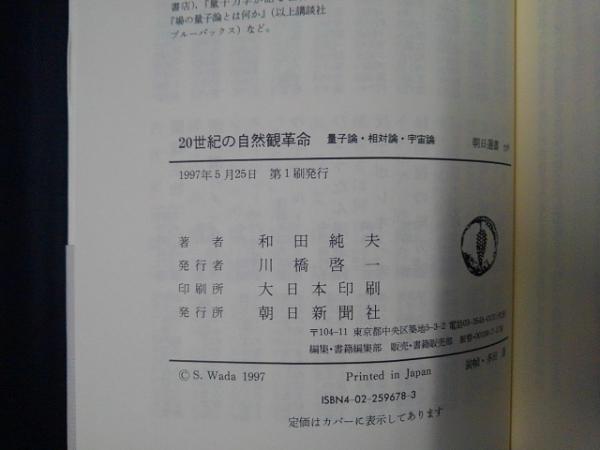 『場の量子論とは何か』(以上講談社
ブルーバックス)など。
20世紀の自然観革命 量子論・相対論・宇宙論 朝日選書
1997年5月25日 第1刷発行
著者 和田純夫
発行者 川橋啓一
印刷所 大日本印刷
発行所 朝日新聞社
〒104-11 東京都中央区築地5-3-2
編集・書籍編集部 販売・書籍販売部
© S. Wada 1997 Printed in Japan
ISBN4-02-259678-3
定価はカバーに表示してあります